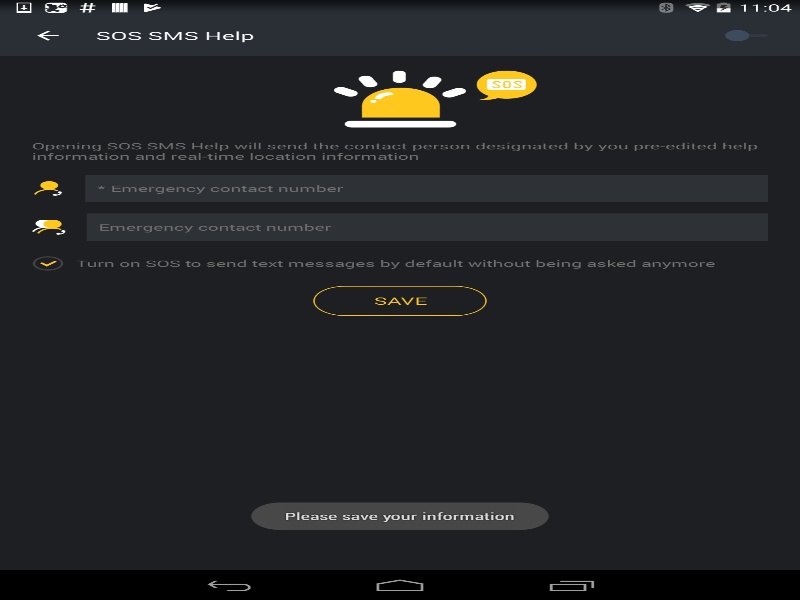 11:04
SOS SMS Help
SOS
Opening SOS SMS Help will send the contact person designated by you pre-edited help
information and real-time location information
* Emergency contact number
Emergency contact number
Turn on SOS to send text messages by default without being asked anymore
SAVE
Please save your information